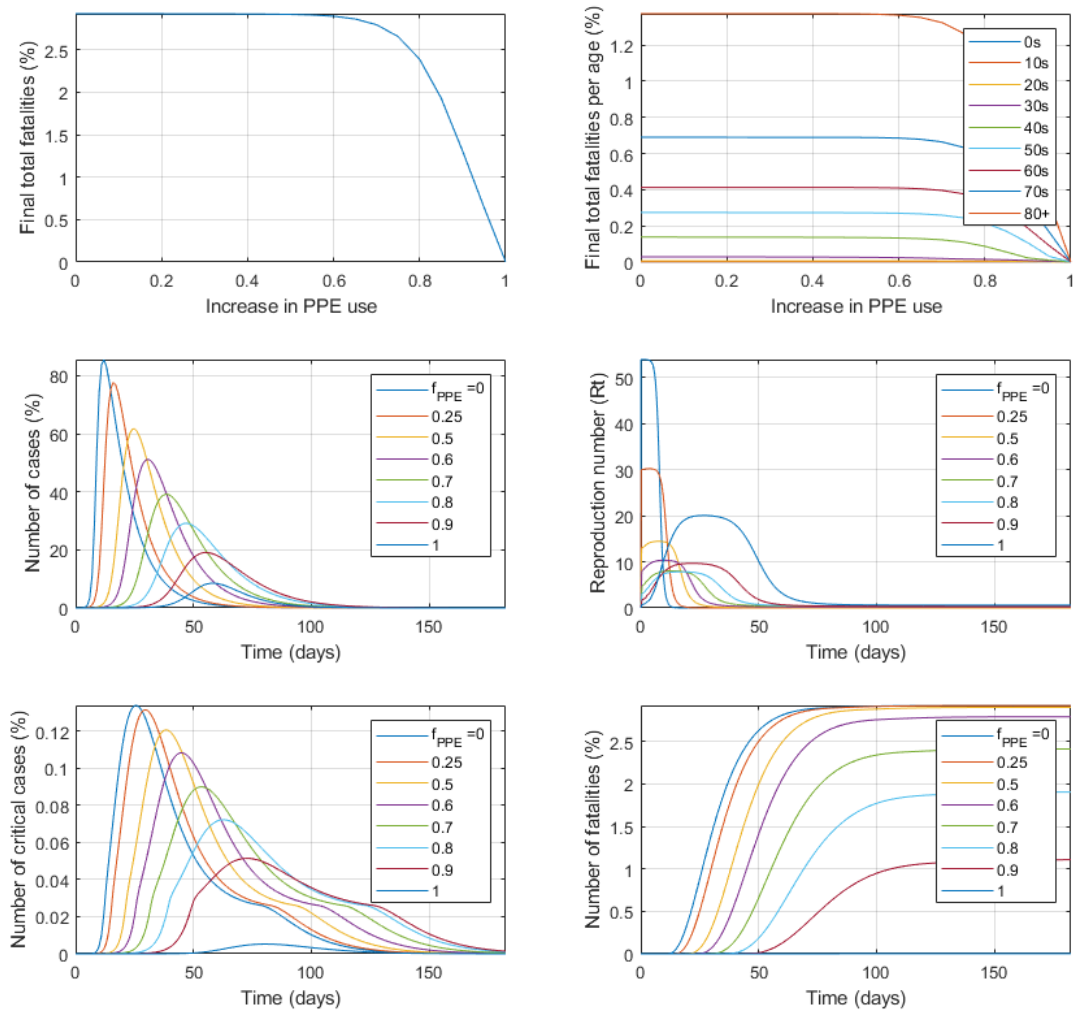 Final total fatalities (%)
2.5
2
1.5
1
0.5
0
0 0.2 0.4 0.6 0.8 1
Increase in PPE use
Final total fatalities per age (%)
1.2
1
0.8
0.6
0.4
0.2
0
0 0.2 0.4 0.6 0.8 1
Increase in PPE use
0s
10s
20s
30s
40s
50s
60s
70s
80+
Number of cases (%)
80
60
40
20
0
0 50 100 150
Time (days)
f_PPE =0
0.25
0.5
0.6
0.7
0.8
0.9
1
Reproduction number (Rt)
50
40
30
20
10
0
0 50 100 150
Time (days)
f_PPE =0
0.25
0.5
0.6
0.7
0.8
0.9
1
Number of critical cases (%)
0.12
0.1
0.08
0.06
0.04
0.02
0
0 50 100 150
Time (days)
f_PPE =0
0.25
0.5
0.6
0.7
0.8
0.9
1
Number of fatalities (%)
2.5
2
1.5
1
0.5
0
0 50 100 150
Time (days)
f_PPE =0
0.25
0.5
0.6
0.7
0.8
0.9
1